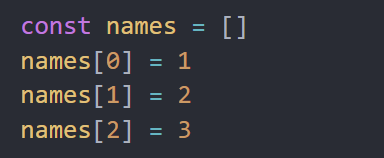 const names = []
names[0] = 1
names[1] = 2
names[2] = 3